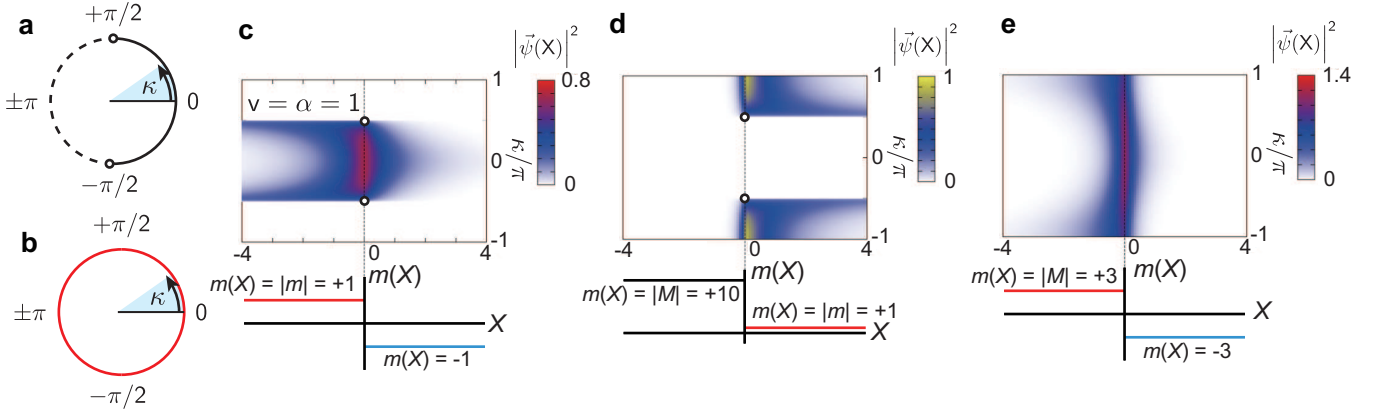 a
+π/2
κ
±π
0
−π/2
b
+π/2
κ
±π
0
−π/2
c
|ψ⃗(X)|²
v = α = 1
1
0
-1
κ/π
0.8
0
-4
0
4
m(X)
m(X) = |m| = +1
X
m(X) = -1
d
|ψ⃗(X)|²
1
0
-1
κ/π
1
0
-4
0
4
m(X)
m(X) = |M| = +10
m(X) = |m| = +1
X
e
|ψ⃗(X)|²
1
0
-1
κ/π
1.4
0
-4
0
4
m(X)
m(X) = |M| = +3
X
m(X) = -3